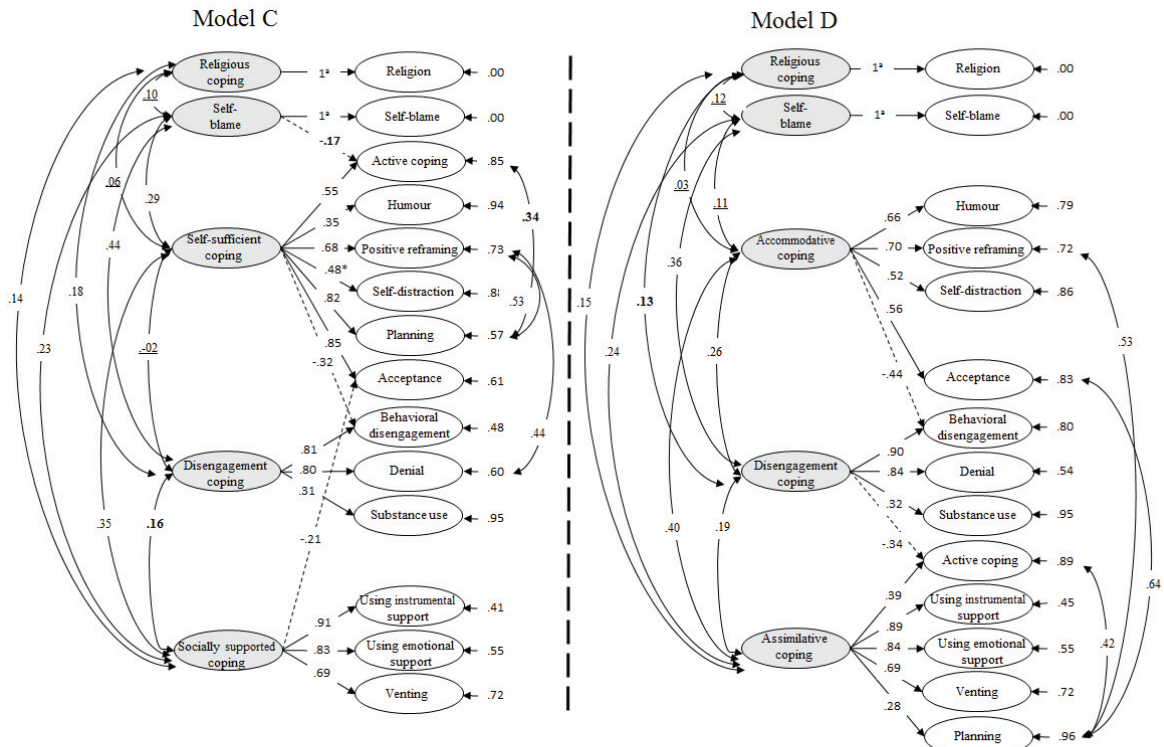 Model C
Religious
coping
1ᵃ
Religion
.00
.10
Self-
blame
1ᵃ
Self-blame
.00
-.17
Active coping
.85
.55
.06
.29
.35
Humour
.94
.34
Self-sufficient
coping
.68
Positive reframing
.73
.44
.48*
Self-distraction
.8
.14
.18
.82
.53
Planning
.57
.23
.-02
.85
-.32
Acceptance
.61
Behavioral
disengagement
.48
.44
.81
Disengagement
coping
.80
Denial
.60
.31
Substance use
.95
.35
.16
-.21
Using instrumental
support
.41
.91
Socially supported
coping
.83
Using emotional
support
.55
.69
Venting
.72
Model D
Religious
coping
1ᵃ
Religion
.00
.12
Self-
blame
1ᵃ
Self-blame
.00
.03
.11
.66
Humour
.79
Accommodative
coping
.70
Positive reframing
.72
.36
.52
Self-distraction
.86
.15
.13
.56
.24
.26
.53
-.44
Acceptance
.83
Behavioral
disengagement
.80
.90
Disengagement
coping
.84
Denial
.54
.32
Substance use
.95
.40
.19
-.34
Active coping
.89
.64
.39
Using instrumental
support
.45
.89
Assimilative
coping
.84
Using emotional
support
.55
.42
.69
Venting
.72
.28
Planning
.96